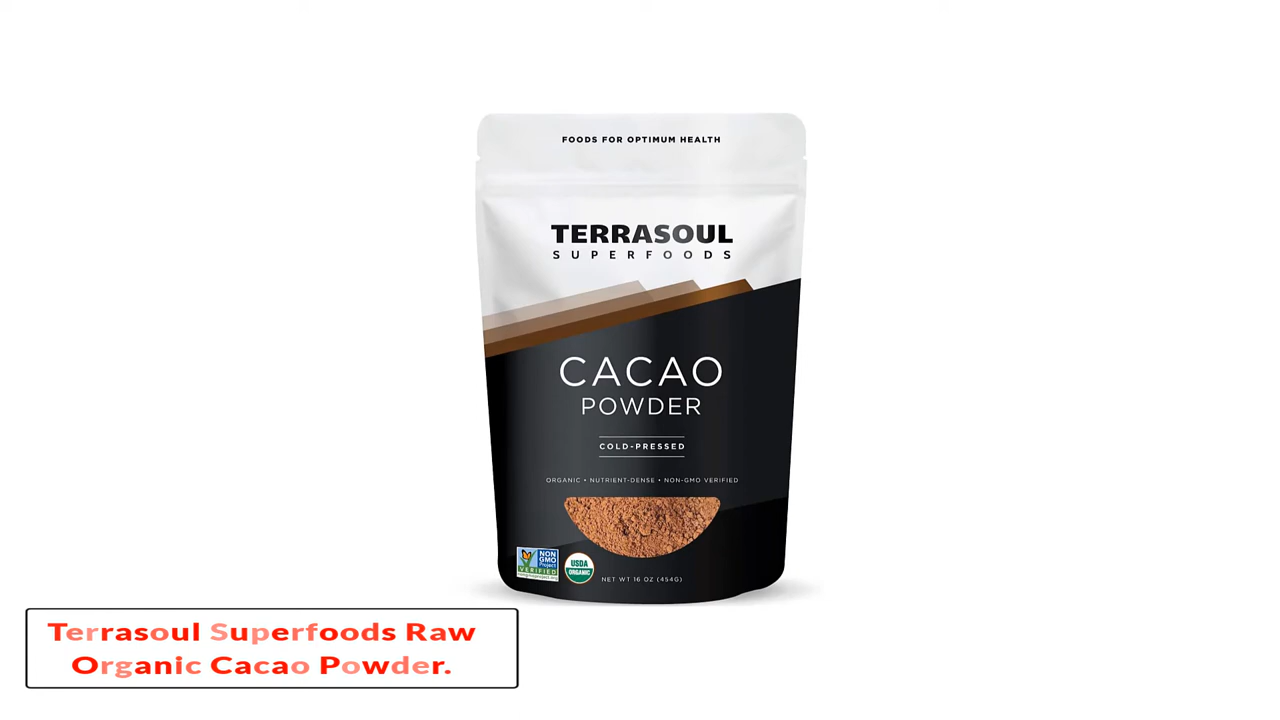 FOODS FOR OPTIMUM HEALTH
TERRASOUL
SUPERFOODS
CACAO
POWDER
COLD-PRESSED
ORGANIC • NUTRIENT-DENSE • NON-GMO VERIFIED
NON
GMO
Project
VERIFIED
USDA
ORGANIC
NET WT 16 OZ (454G)
Terrasoul Superfoods Raw
Organic Cacao Powder.